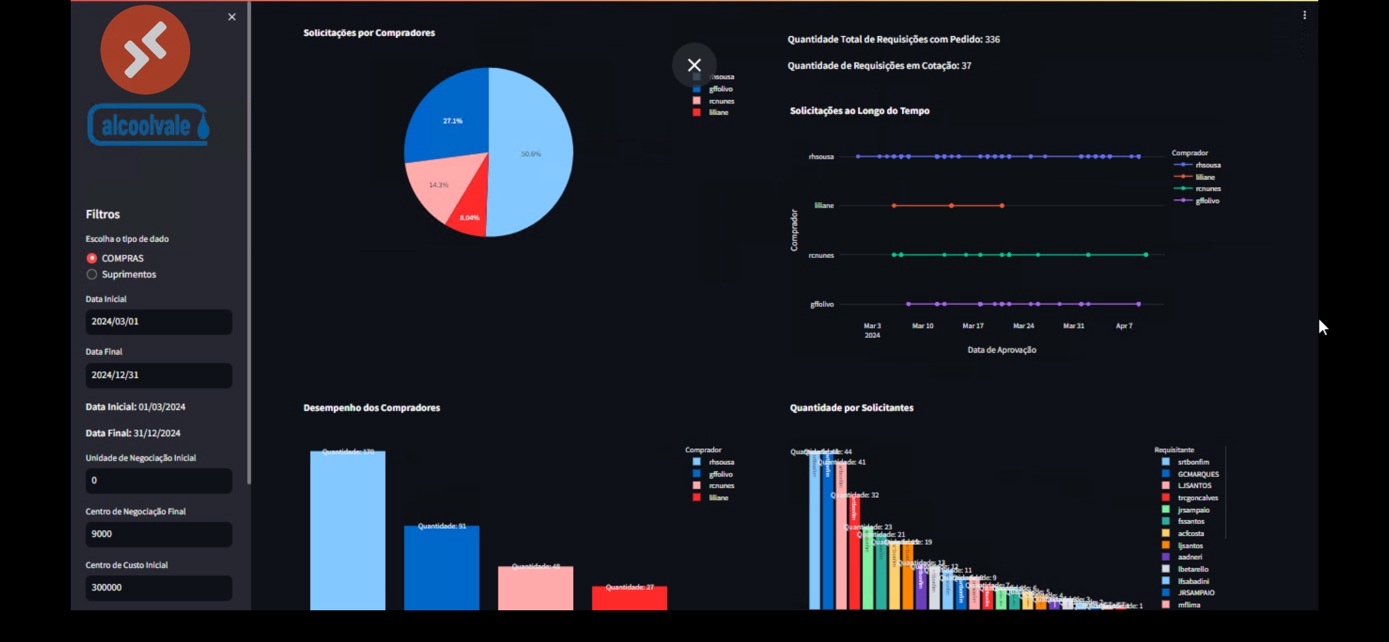 alcoolvale
Filtros
Escolha o tipo de dado
COMPRAS
Suprimentos
Data Inicial
2024/03/01
Data Final
2024/12/31
Data Inicial: 01/03/2024
Data Final: 31/12/2024
Unidade de Negociação Inicial
0
Centro de Negociação Final
9000
Centro de Custo Inicial
300000
Solicitações por Compradores
27.1%
50.6%
14.3%
8.04%
rhsousa
gffolivo
rcnunes
liliane
Quantidade Total de Requisições com Pedido: 336
Quantidade de Requisições em Cotação: 37
Solicitações ao Longo do Tempo
Comprador
rhsousa
liliane
rcnunes
gffolivo
Mar 3
2024
Mar 10
Mar 17
Mar 24
Mar 31
Apr 7
Data de Aprovação
Comprador
rhsousa
liliane
rcnunes
gffolivo
Desempenho dos Compradores
Quantidade: 170
Quantidade: 91
Quantidade: 48
Quantidade: 27
Comprador
rhsousa
gffolivo
rcnunes
liliane
Quantidade por Solicitantes
44
Quantidade: 41
Quantidade: 32
Quantidade: 23
21
19
12
11
9
1
Requisitante
srtbonfim
GCMARQUES
LJSANTOS
trrgoncalves
jrsampaio
fssantos
acfcosta
ljsantos
aadneri
lbetarello
lfsabadini
JRSAMPAIO
mflima